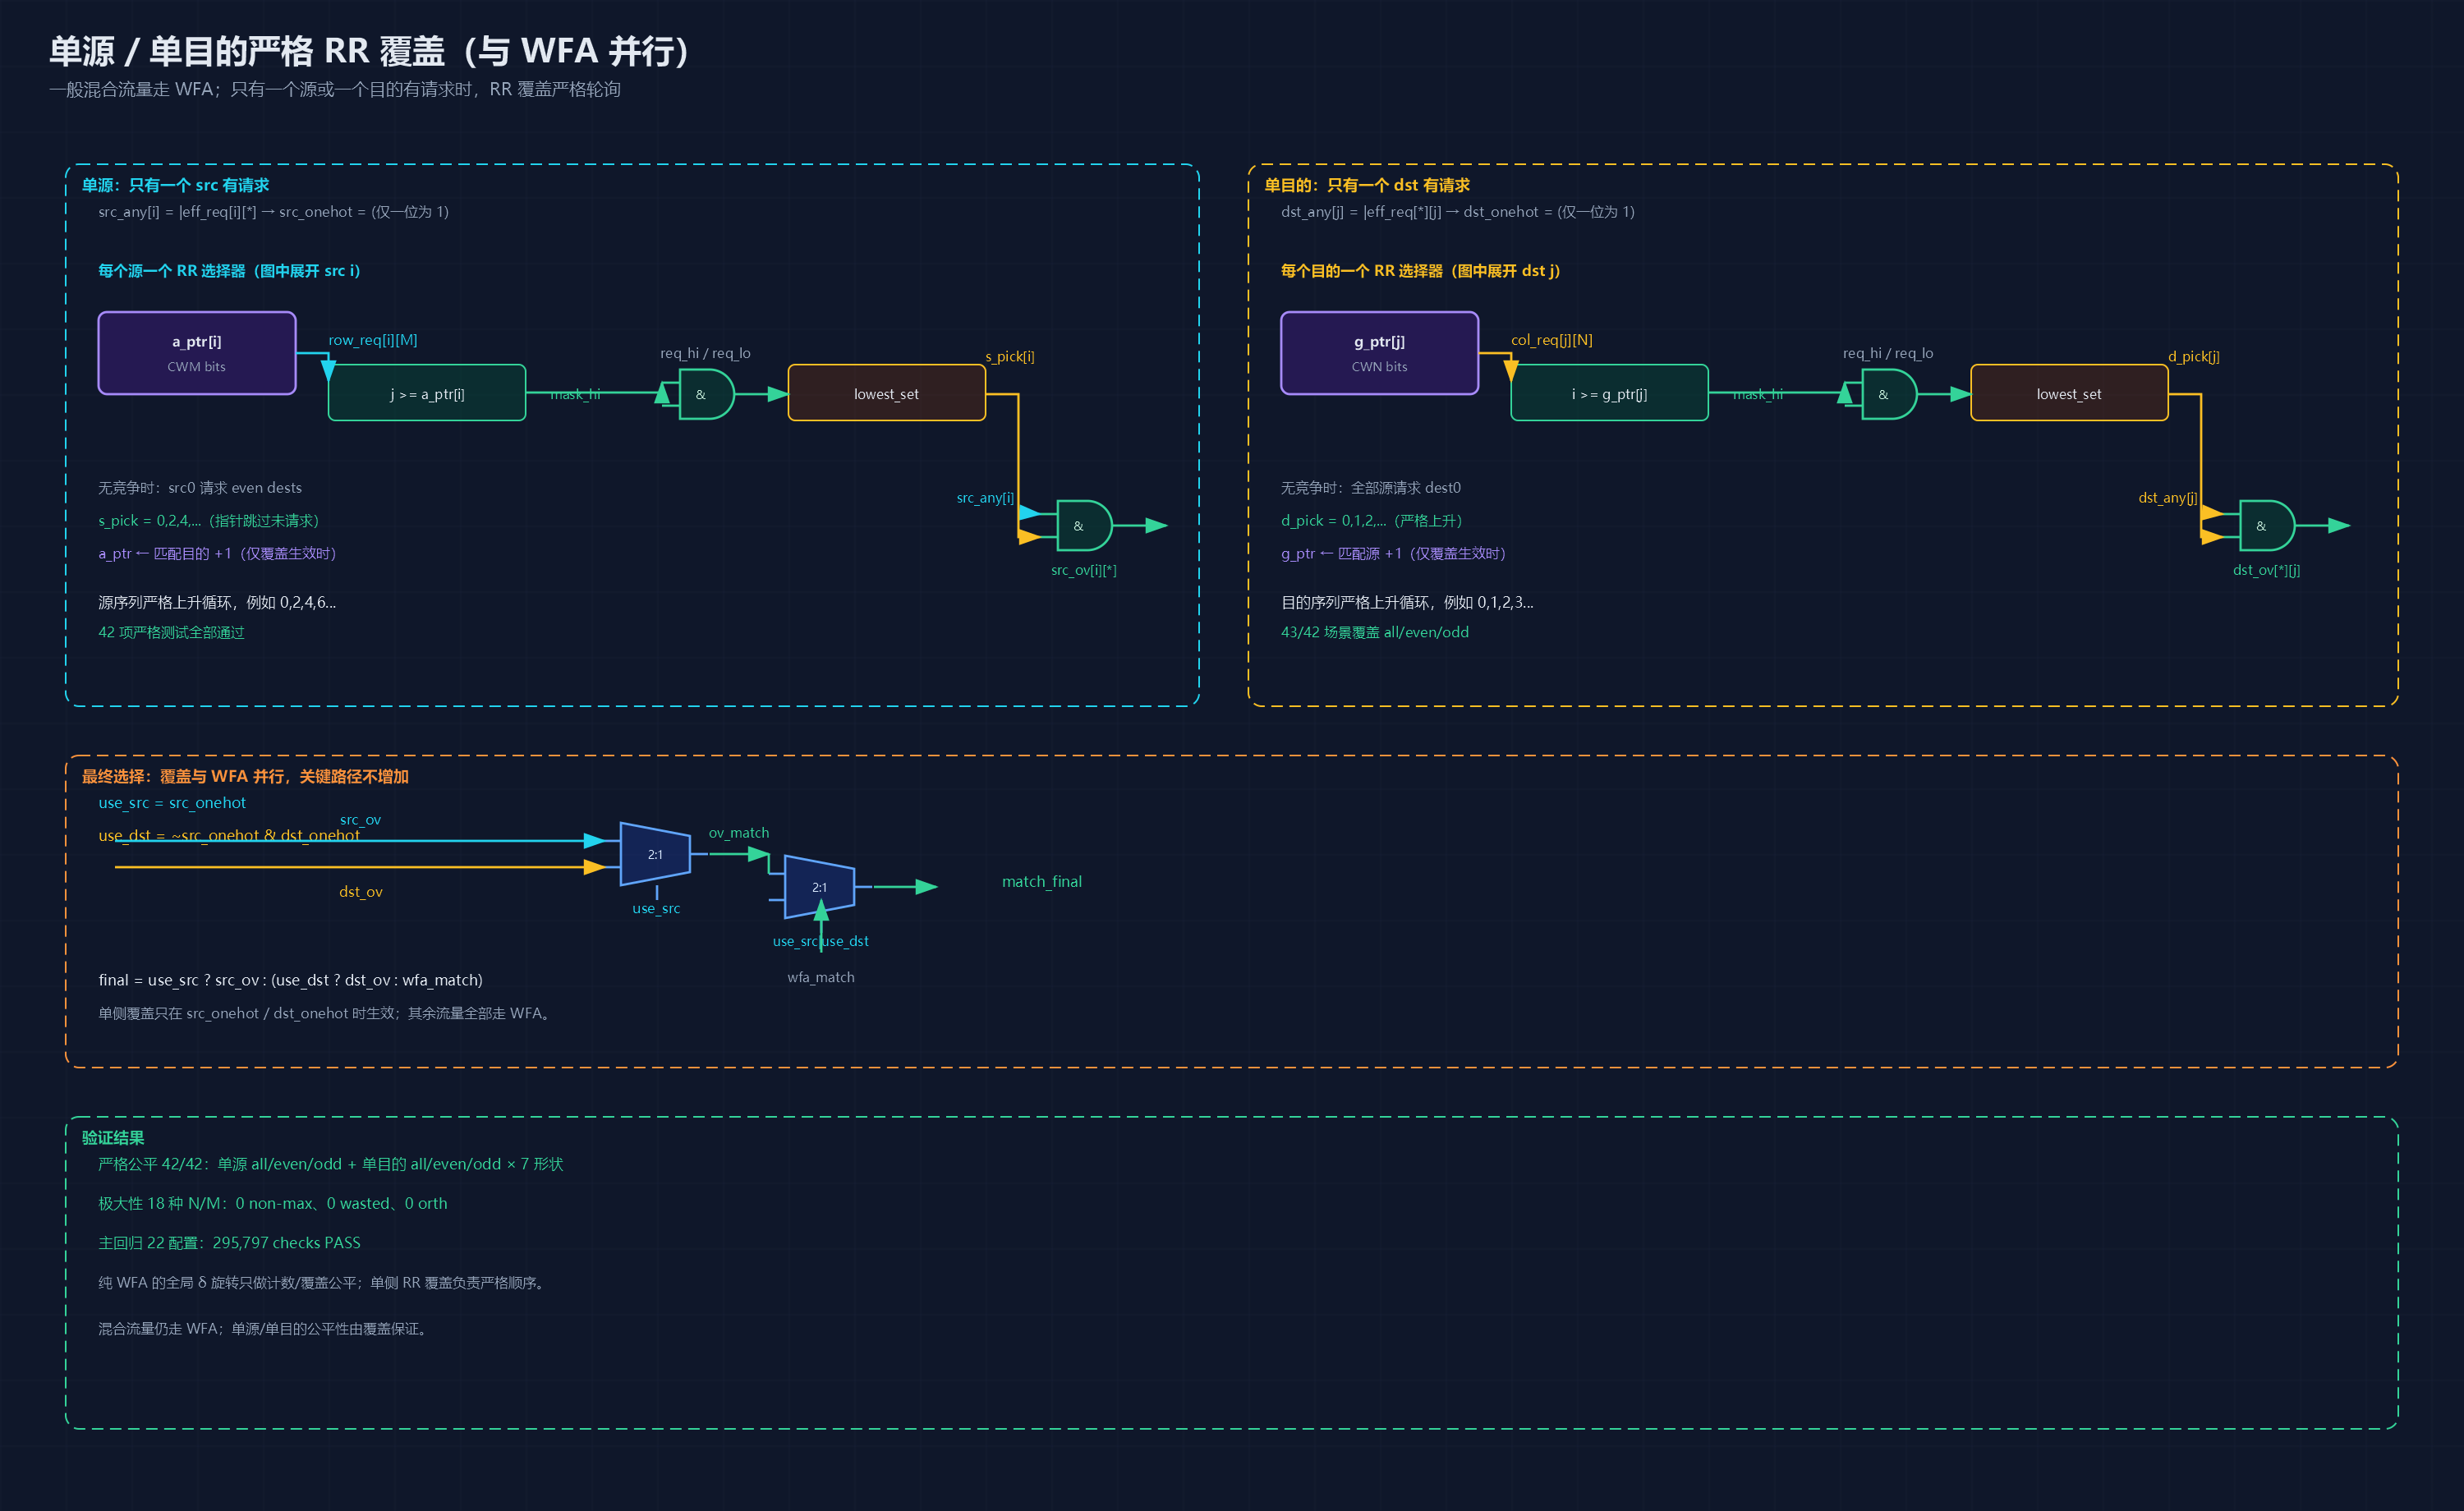 单源 / 单目的严格 RR 覆盖（与 WFA 并行）
一般混合流量走 WFA；只有一个源或一个目的有请求时，RR 覆盖严格轮询
单源：只有一个 src 有请求
src_any[i] = |eff_req[i][*] → src_onehot = (仅一位为 1)
每个源一个 RR 选择器（图中展开 src i）
a_ptr[i]
CWM bits
row_req[i][M]
j >= a_ptr[i]
mask_hi
req_hi / req_lo
&
lowest_set
s_pick[i]
无竞争时：src0 请求 even dests
s_pick = 0,2,4,...（指针跳过未请求）
a_ptr ← 匹配目的 +1（仅覆盖生效时）
src_any[i]
&
src_ov[i][*]
源序列严格上升循环，例如 0,2,4,6...
42 项严格测试全部通过
单目的：只有一个 dst 有请求
dst_any[j] = |eff_req[*][j] → dst_onehot = (仅一位为 1)
每个目的一个 RR 选择器（图中展开 dst j）
g_ptr[j]
CWN bits
col_req[j][N]
i >= g_ptr[j]
mask_hi
req_hi / req_lo
&
lowest_set
d_pick[j]
无竞争时：全部源请求 dest0
d_pick = 0,1,2,...（严格上升）
g_ptr ← 匹配源 +1（仅覆盖生效时）
dst_any[j]
&
dst_ov[*][j]
目的序列严格上升循环，例如 0,1,2,3...
43/42 场景覆盖 all/even/odd
最终选择：覆盖与 WFA 并行，关键路径不增加
use_src = src_onehot
src_ov
use_dst = ~src_onehot & dst_onehot
dst_ov
2:1
use_src
ov_match
2:1
use_src|use_dst
wfa_match
match_final
final = use_src ? src_ov : (use_dst ? dst_ov : wfa_match)
单侧覆盖只在 src_onehot / dst_onehot 时生效；其余流量全部走 WFA。
验证结果
严格公平 42/42：单源 all/even/odd + 单目的 all/even/odd × 7 形状
极大性 18 种 N/M：0 non-max、0 wasted、0 orth
主回归 22 配置：295,797 checks PASS
纯 WFA 的全局 δ 旋转只做计数/覆盖公平；单侧 RR 覆盖负责严格顺序。
混合流量仍走 WFA；单源/单目的公平性由覆盖保证。